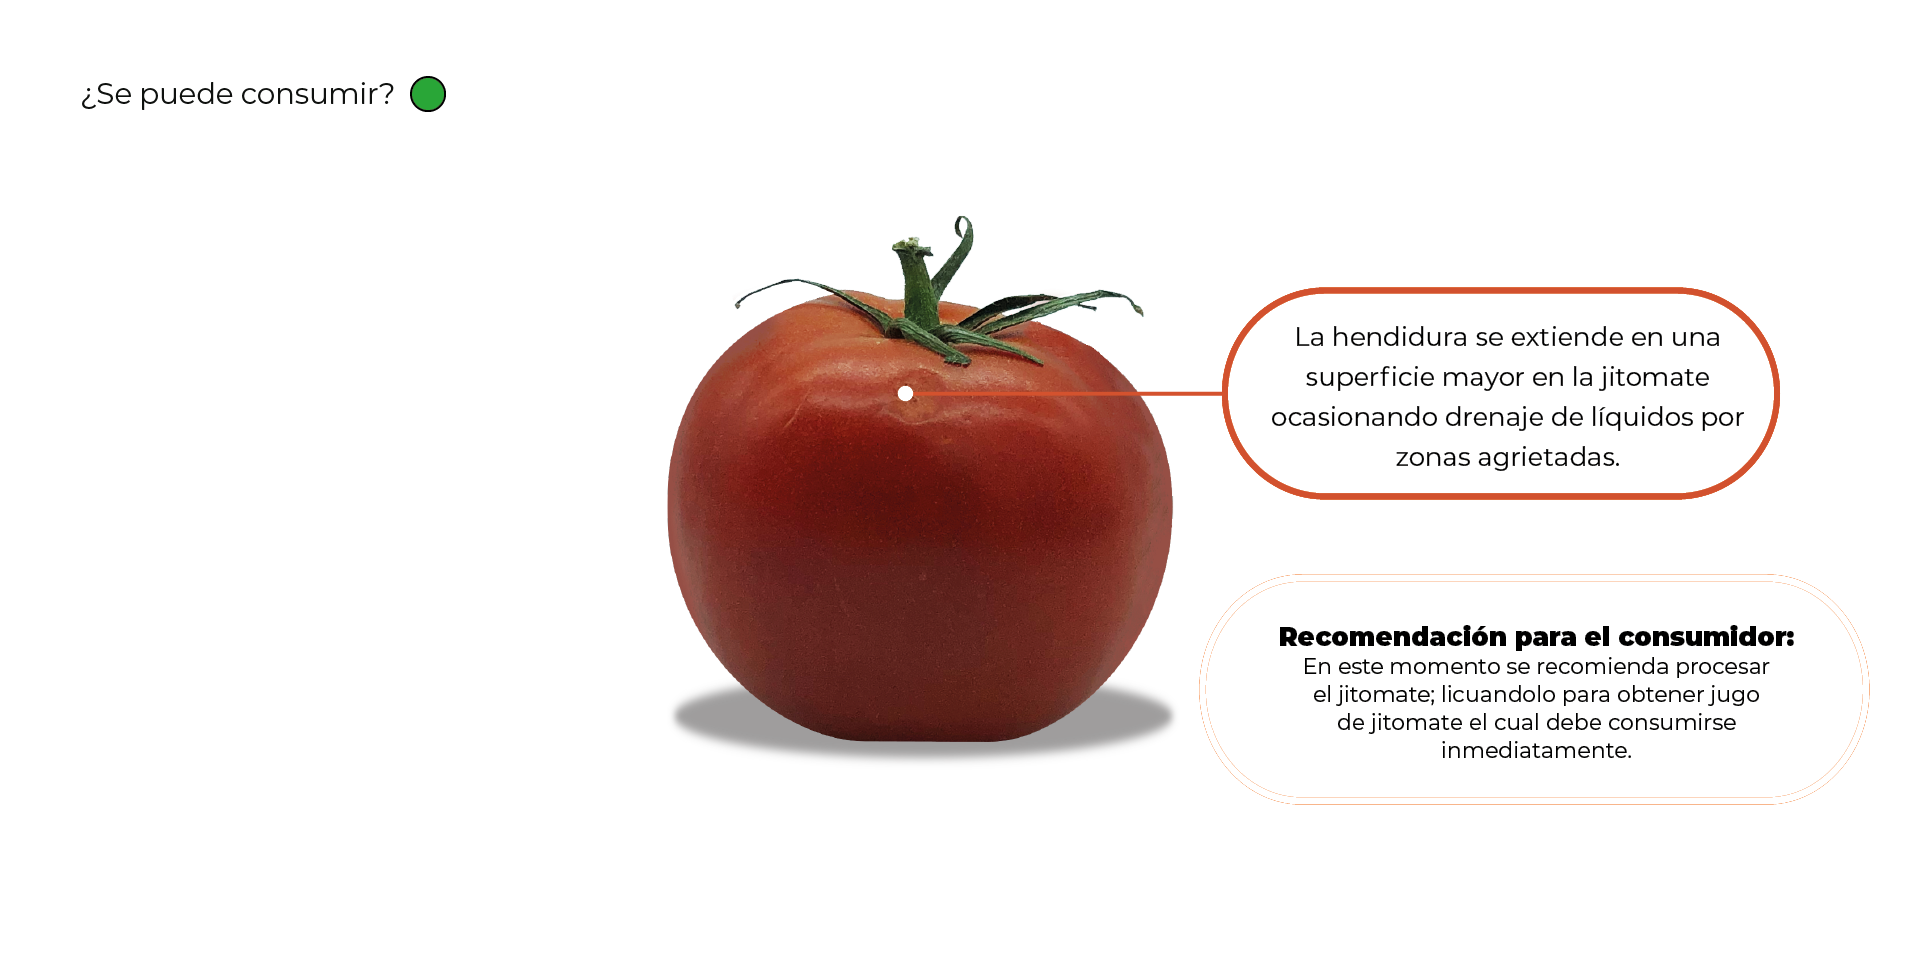 ¿Se puede consumir?
La hendidura se extiende en una
superficie mayor en la jitomate
ocasionando drenaje de líquidos por
zonas agrietadas.
Recomendación para el consumidor:
En este momento se recomienda procesar
el jitomate; licuandolo para obtener jugo
de jitomate el cual debe consumirse
inmediatamente.